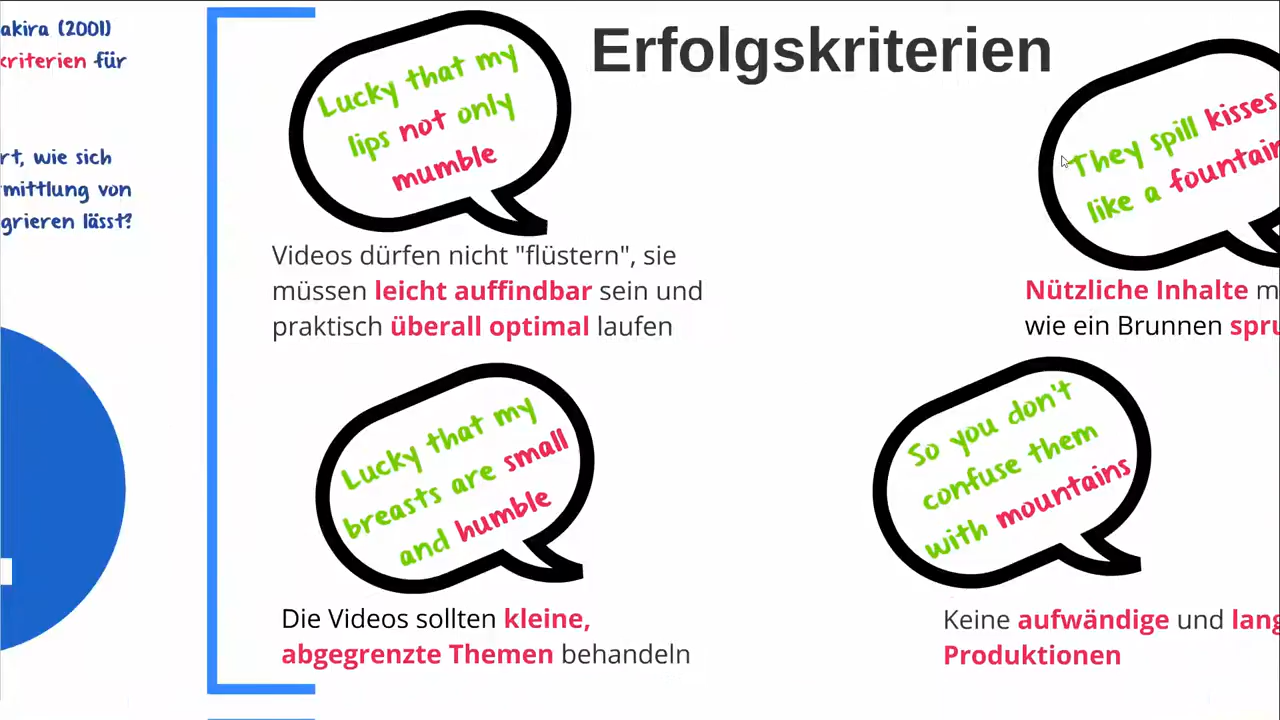 akira (2001)
kriterien für
rt, wie sich
mittlung von
grieren lässt?
Erfolgskriterien
Lucky that my
lips not only
mumble
Videos dürfen nicht "flüstern", sie
müssen leicht auffindbar sein und
praktisch überall optimal laufen
They spill kisses
like a fountain
Nützliche Inhalte m
wie ein Brunnen spru
Lucky that my
breasts are small
and humble
Die Videos sollten kleine,
abgegrenzte Themen behandeln
So you don't
confuse them
with mountains
Keine aufwändige und lang
Produktionen